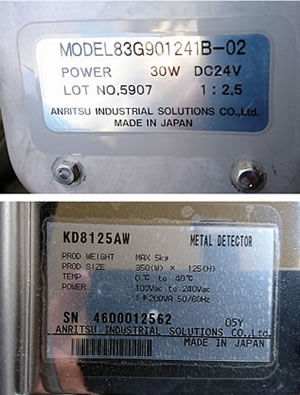 MODEL83G901241B-02
POWER 30W DC24V
LOT NO,5907 1:2,5
ANRITSU INDUSTRIAL SOLUTIONS CO.,Ltd.
MADE IN JAPAN
KD8125AW METAL DETECTOR
PROD WEIGHT MAX 5kg
PROD SIZE 350(W) × 125(H)
TEMP 0℃ to 40℃
POWER 100Vac to 240Vac
1Φ200VA 50/60Hz
SN 4600012562 05Y
ANRITSU INDUSTRIAL SOLUTIONS CO.,Ltd.
MADE IN JAPAN